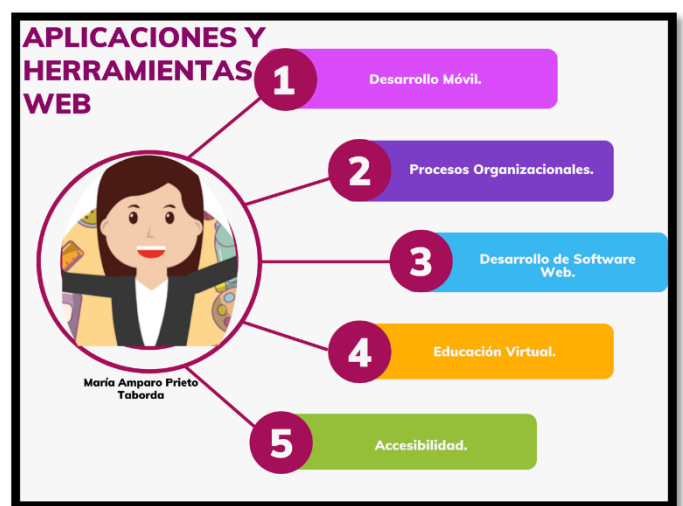 APLICACIONES Y
HERRAMIENTAS
WEB
1
Desarrollo Móvil.
2
Procesos Organizacionales.
3
Desarrollo de Software
Web.
4
Educación Virtual.
5
Accesibilidad.
María Amparo Prieto
Taborda